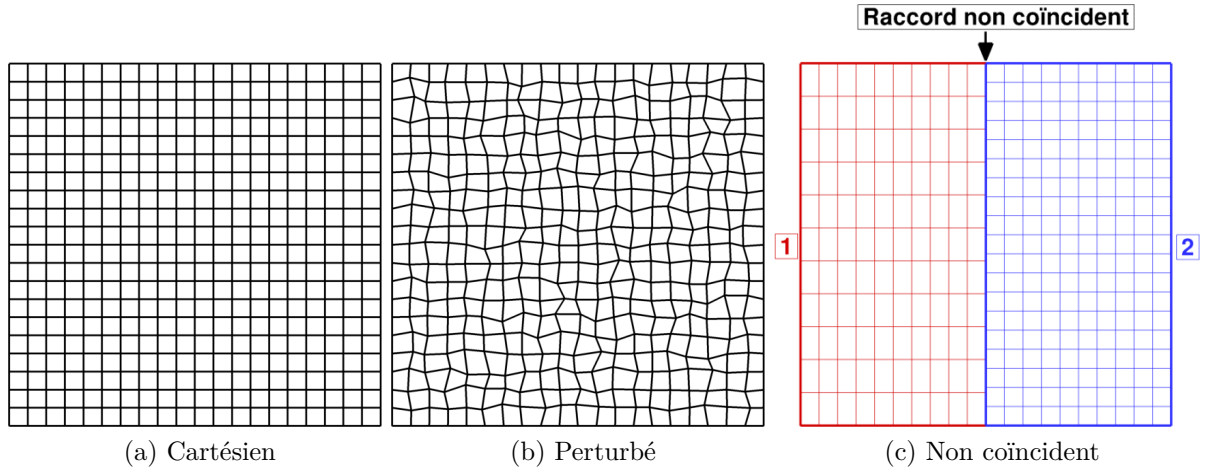 Raccord non coïncident
1
2
(a) Cartésien
(b) Perturbé
(c) Non coïncident